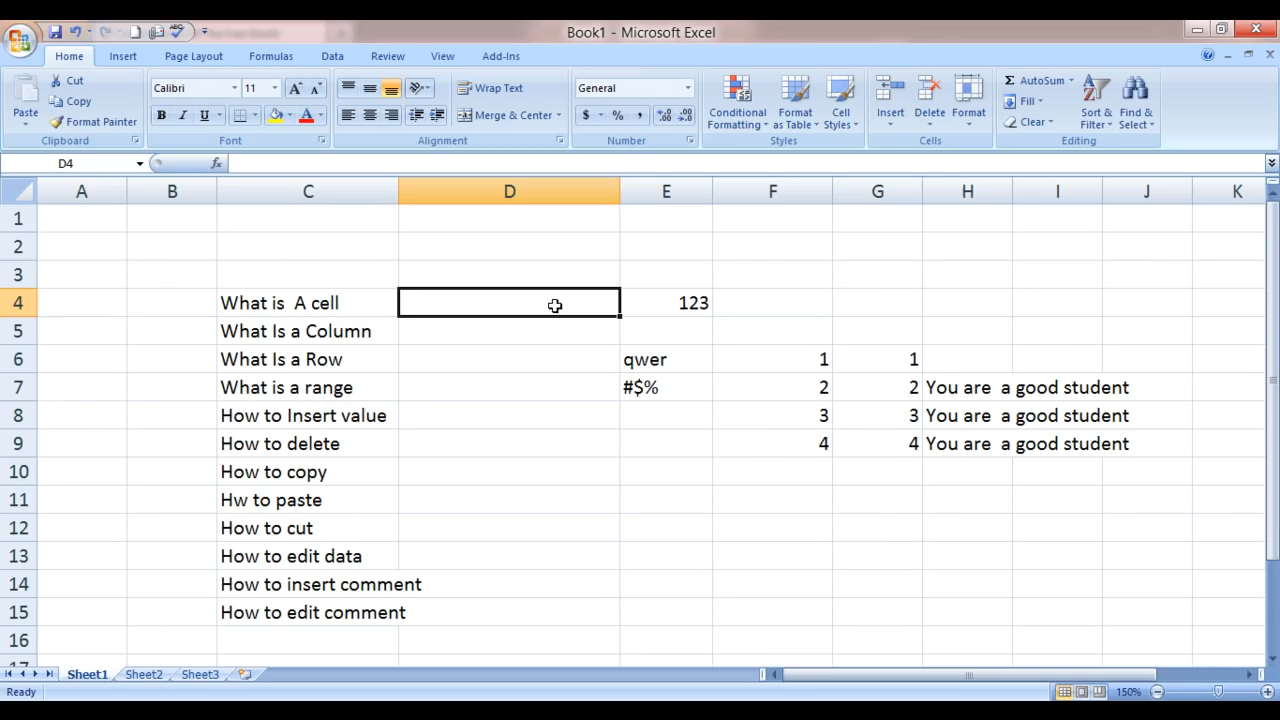 Book1 - Microsoft Excel
Home Insert Page Layout Formulas Data Review View Add-Ins
Paste
Cut
Copy
Format Painter
Clipboard
Calibri 11
B I U
Font
Wrap Text
Merge & Center
Alignment
General
$ % ,
Number
Conditional Formatting
Format as Table
Cell Styles
Styles
Insert Delete Format
Cells
AutoSum
Fill
Clear
Sort & Filter
Find & Select
Editing
D4 fx
A B C D E F G H I J K
1
2
3
4 What is  A cell 123
5 What Is a Column
6 What Is a Row qwer 1 1
7 What is a range #$% 2 2 You are  a good student
8 How to Insert value 3 3 You are  a good student
9 How to delete 4 4 You are  a good student
10 How to copy
11 Hw to paste
12 How to cut
13 How to edit data
14 How to insert comment
15 How to edit comment
16
17
Sheet1 Sheet2 Sheet3
Ready 150%